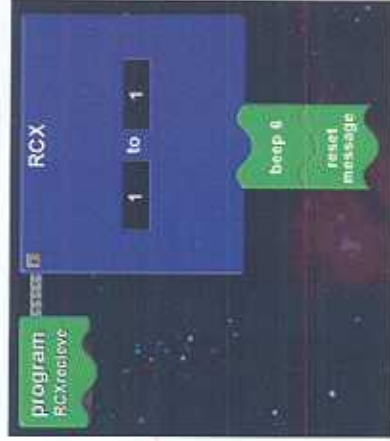 program
RCXrecieve
RCX
1 to 1
beep 6
reset
message